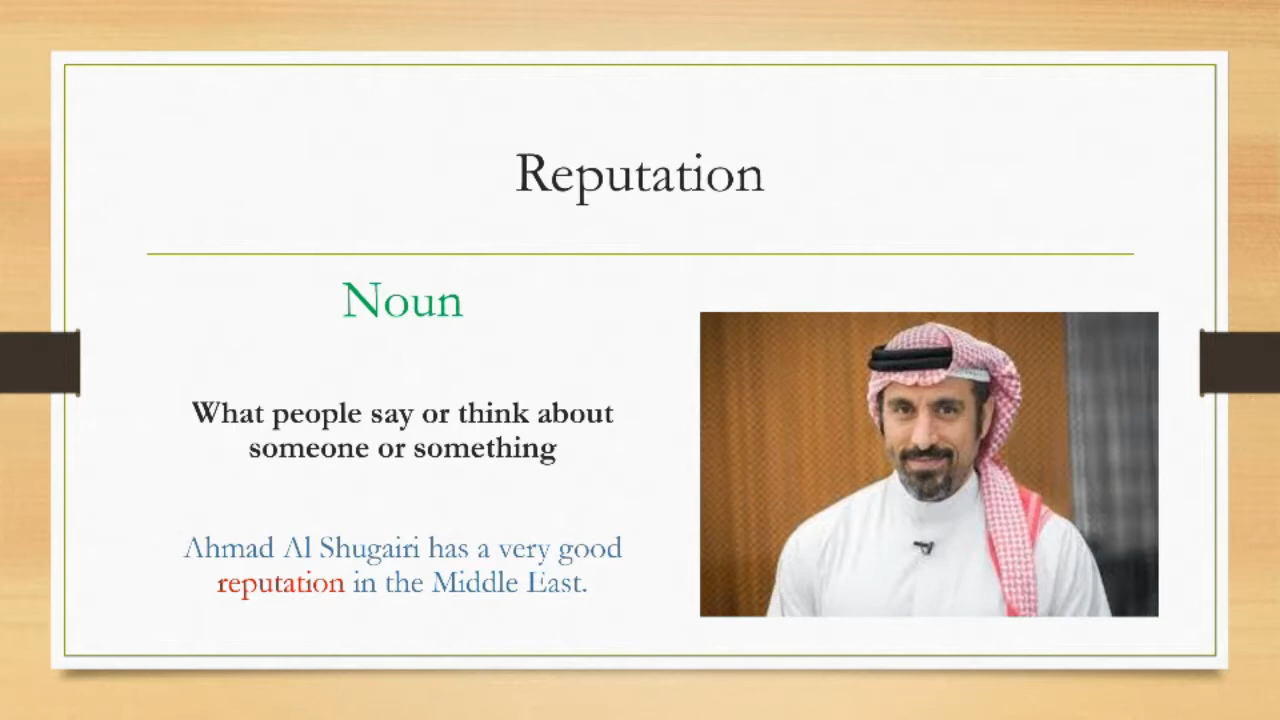 Reputation
Noun
What people say or think about
someone or something
Ahmad Al Shugairi has a very good
reputation in the Middle East.